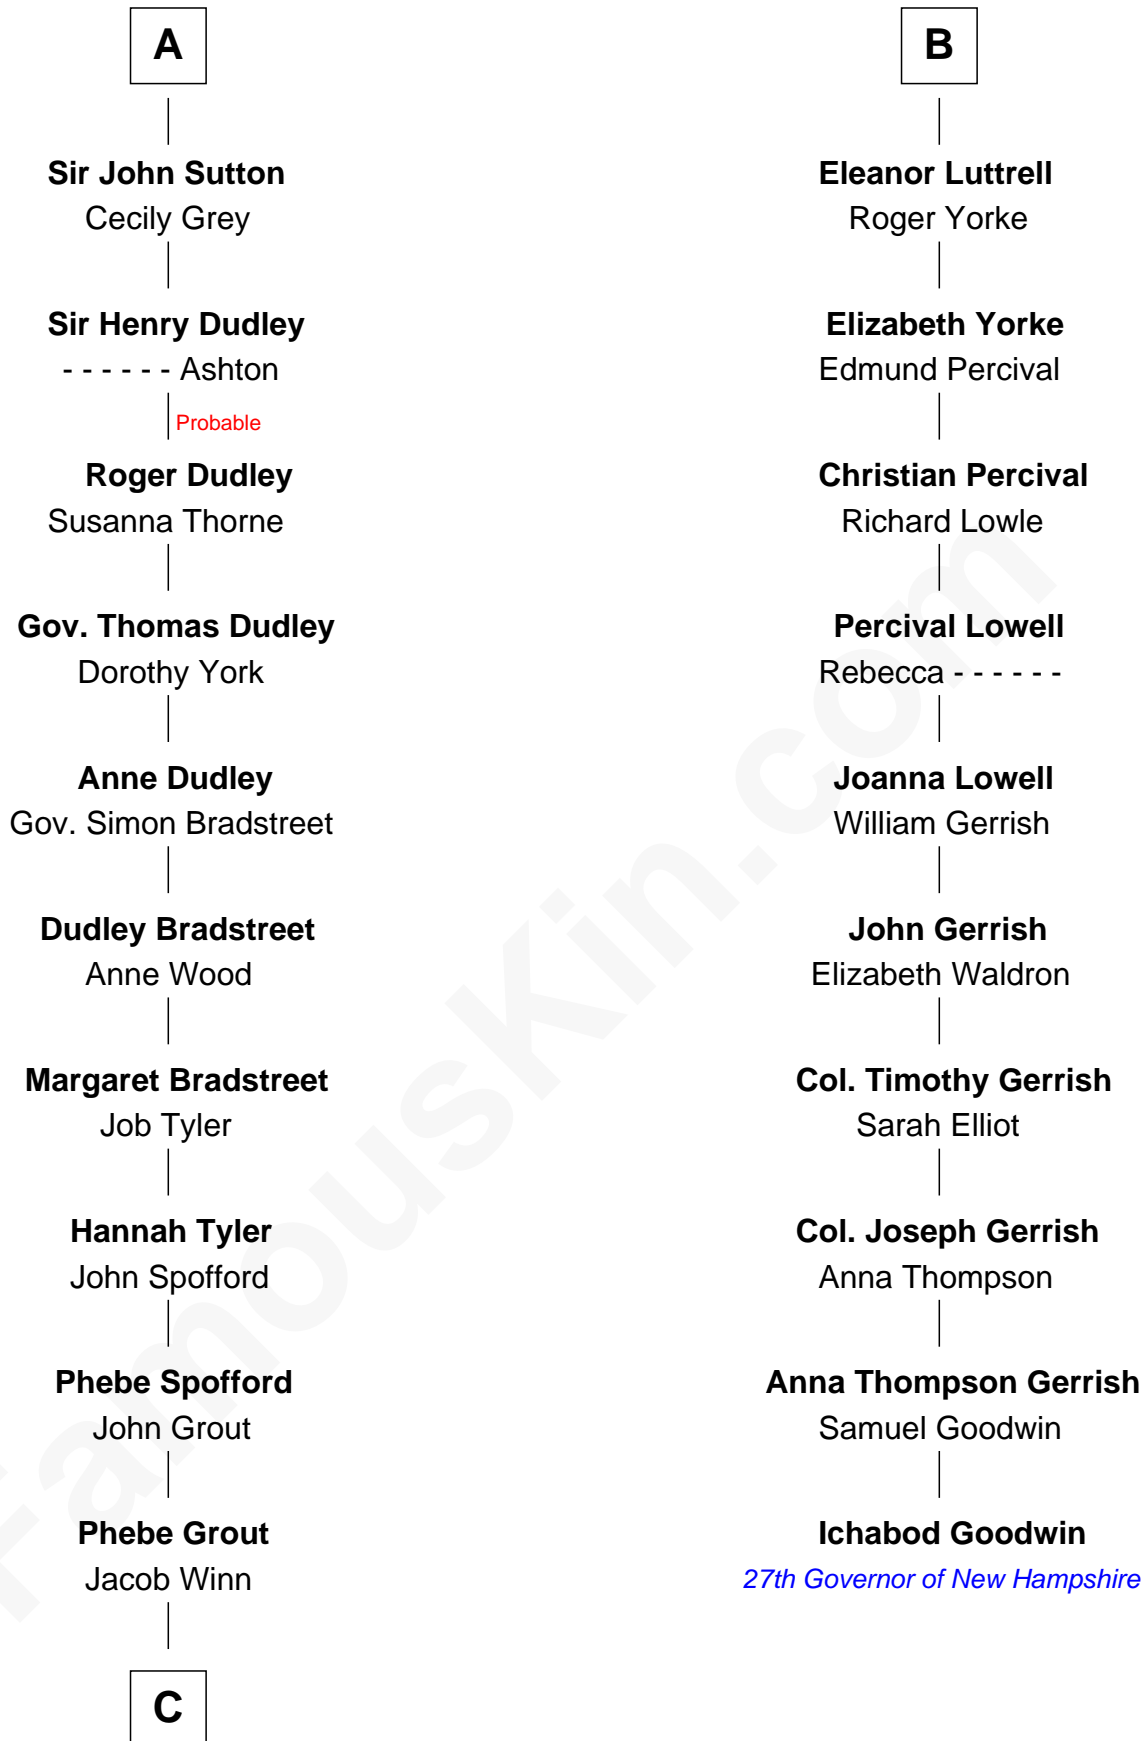 A
Sir John Sutton
Cecily Grey
Sir Henry Dudley
- - - - - - Ashton
Probable
Roger Dudley
Susanna Thorne
Gov. Thomas Dudley
Dorothy York
Anne Dudley
Gov. Simon Bradstreet
Dudley Bradstreet
Anne Wood
Margaret Bradstreet
Job Tyler
Hannah Tyler
John Spofford
Phebe Spofford
John Grout
Phebe Grout
Jacob Winn
C
B
Eleanor Luttrell
Roger Yorke
Elizabeth Yorke
Edmund Percival
Christian Percival
Richard Lowle
Percival Lowell
Rebecca - - - - - -
Joanna Lowell
William Gerrish
John Gerrish
Elizabeth Waldron
Col. Timothy Gerrish
Sarah Elliot
Col. Joseph Gerrish
Anna Thompson
Anna Thompson Gerrish
Samuel Goodwin
Ichabod Goodwin
27th Governor of New Hampshire
FamousKin.com